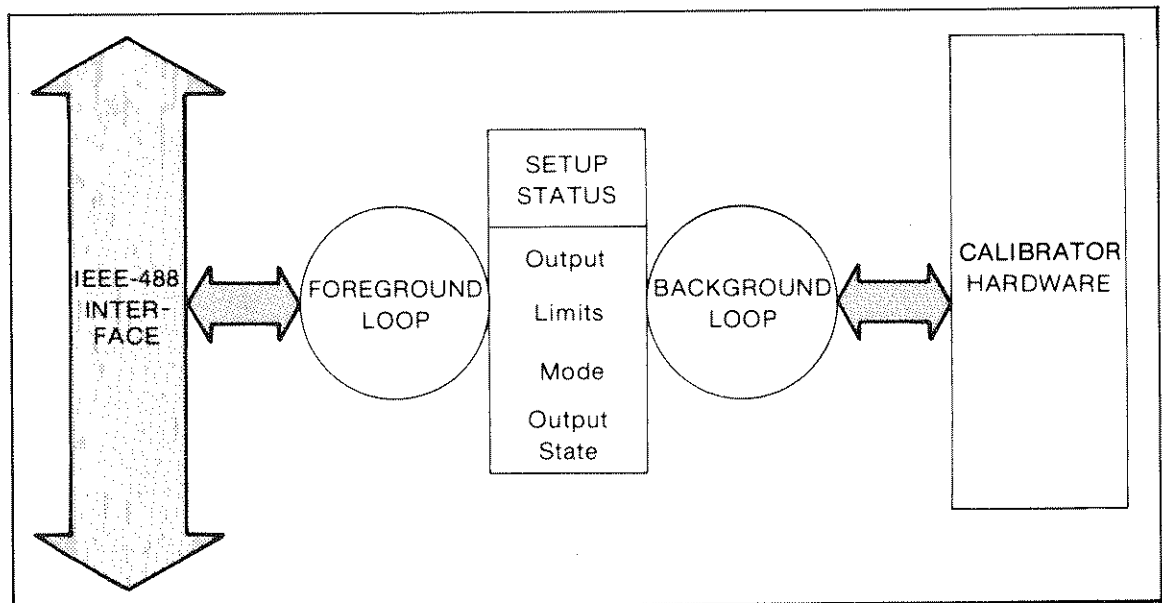 IEEE-488
INTER-
FACE
FOREGROUND
LOOP
SETUP
STATUS
Output
Limits
Mode
Output
State
BACKGROUND
LOOP
CALIBRATOR
HARDWARE